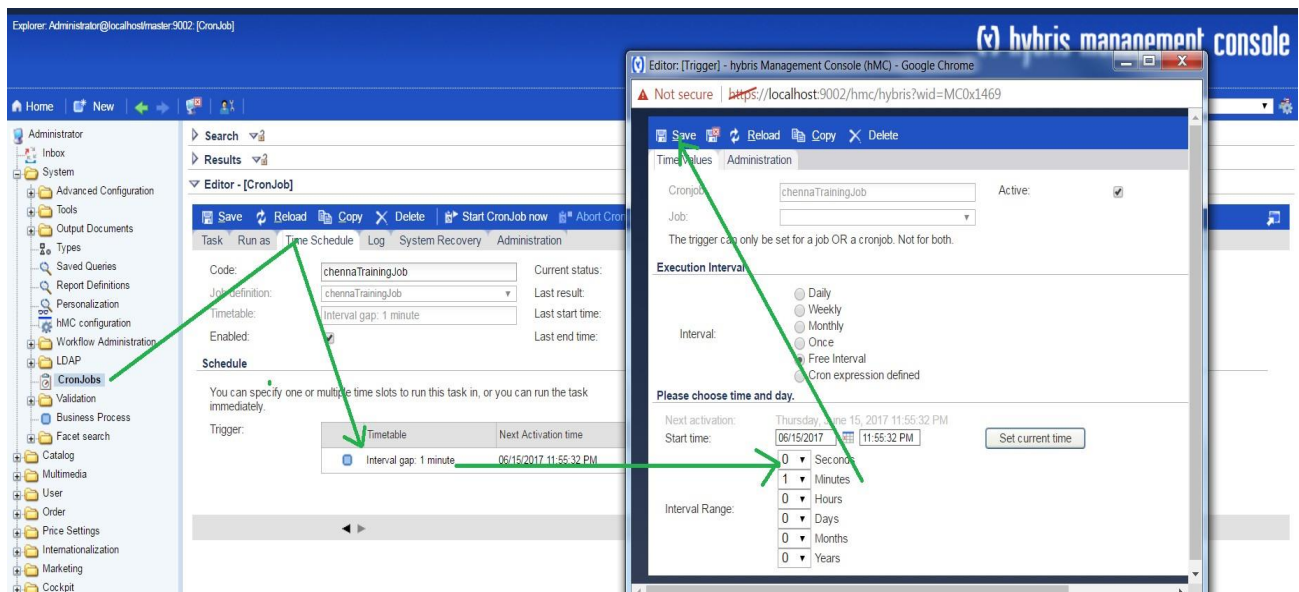 Explorer: Administrator@localhost/master:9002: [CronJob]
(y) hybris management console
Editor: [Trigger] - hybris Management Console (hMC) - Google Chrome
Not secure | https://localhost:9002/hmc/hybris?wid=MC0x1469
Home New
Administrator
Inbox
System
Advanced Configuration
Tools
Output Documents
Types
Saved Queries
Report Definitions
Personalization
hMC configuration
Workflow Administration
LDAP
CronJobs
Validation
Business Process
Facet search
Catalog
Multimedia
User
Order
Price Settings
Internationalization
Marketing
Cockpit
Search
Results
Editor - [CronJob]
Save Reload Copy Delete Start CronJob now Abort Cron
Task Run as Time Schedule Log System Recovery Administration
Code: chennaTrainingJob Current status:
Job definition: chennaTrainingJob Last result:
Timetable: Interval gap: 1 minute Last start time:
Enabled: Last end time:
Schedule
You can specify one or multiple time slots to run this task in, or you can run the task
immediately.
Trigger: Timetable Next Activation time
Interval gap: 1 minute 06/15/2017 11:55:32 PM
Save Reload Copy Delete
Time Values Administration
Cronjob: chennaTrainingJob Active:
Job:
The trigger can only be set for a job OR a cronjob. Not for both.
Execution Interval
Interval:
Daily
Weekly
Monthly
Once
Free Interval
Cron expression defined
Please choose time and day.
Next activation: Thursday, June 15, 2017 11:55:32 PM
Start time: 06/15/2017 11:55:32 PM Set current time
Interval Range:
0 Seconds
1 Minutes
0 Hours
0 Days
0 Months
0 Years